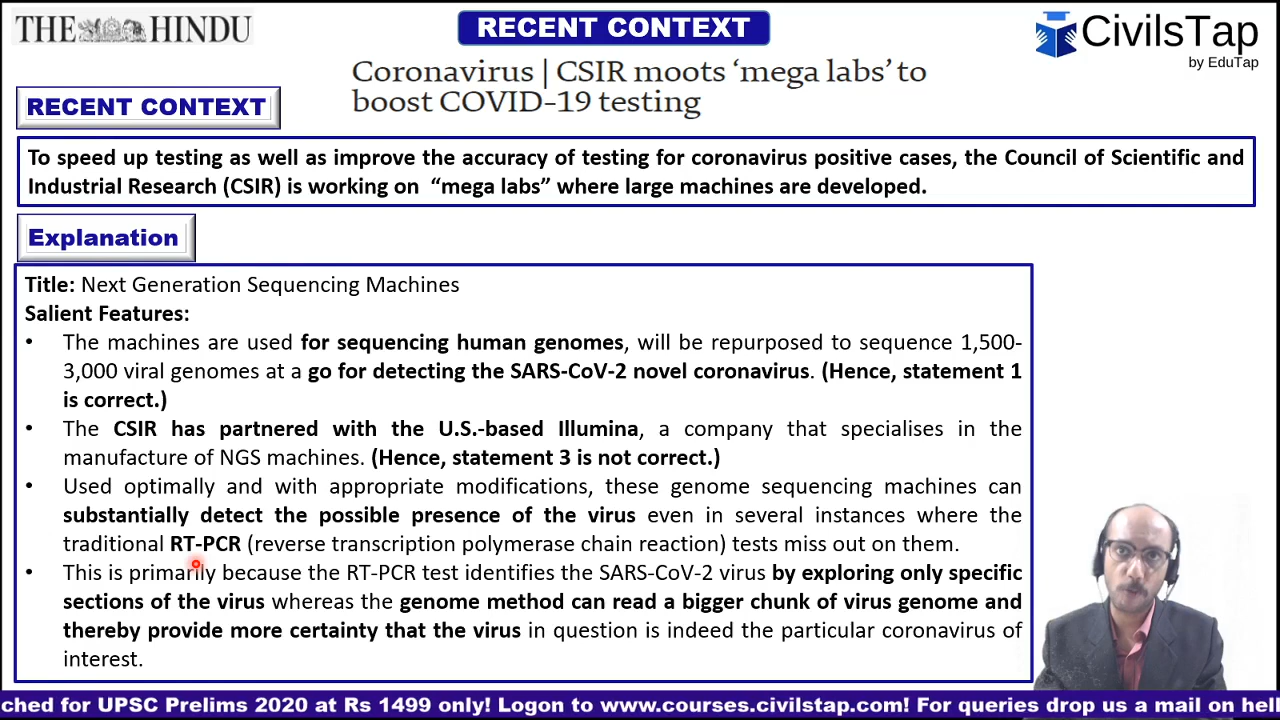 THE HINDU
RECENT CONTEXT
CivilsTap
by EduTap
Coronavirus | CSIR moots ‘mega labs’ to
boost COVID-19 testing
RECENT CONTEXT
To speed up testing as well as improve the accuracy of testing for coronavirus positive cases, the Council of Scientific and
Industrial Research (CSIR) is working on “mega labs” where large machines are developed.
Explanation
Title: Next Generation Sequencing Machines
Salient Features:
• The machines are used for sequencing human genomes, will be repurposed to sequence 1,500-
3,000 viral genomes at a go for detecting the SARS-CoV-2 novel coronavirus. (Hence, statement 1
is correct.)
• The CSIR has partnered with the U.S.-based Illumina, a company that specialises in the
manufacture of NGS machines. (Hence, statement 3 is not correct.)
• Used optimally and with appropriate modifications, these genome sequencing machines can
substantially detect the possible presence of the virus even in several instances where the
traditional RT-PCR (reverse transcription polymerase chain reaction) tests miss out on them.
• This is primarily because the RT-PCR test identifies the SARS-CoV-2 virus by exploring only specific
sections of the virus whereas the genome method can read a bigger chunk of virus genome and
thereby provide more certainty that the virus in question is indeed the particular coronavirus of
interest.
ched for UPSC Prelims 2020 at Rs 1499 only! Logon to www.courses.civilstap.com! For queries drop us a mail on hel